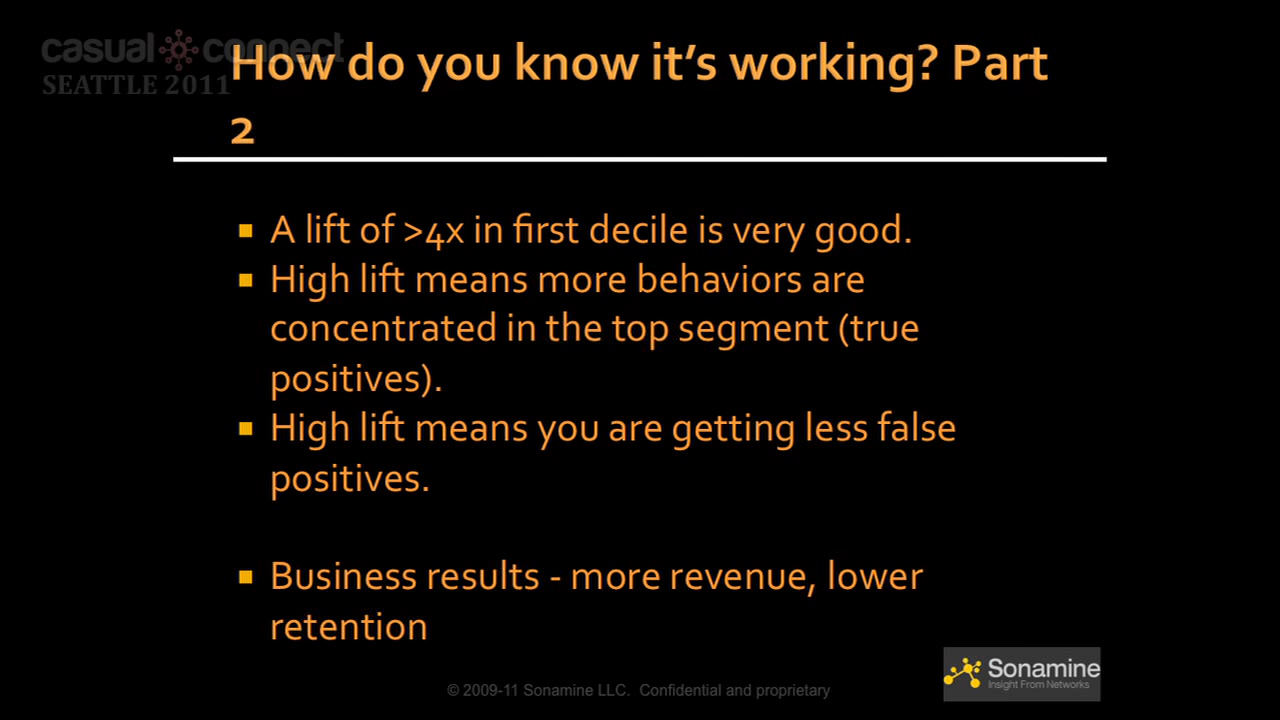 casual connect
SEATTLE 2011
How do you know it's working? Part
2
A lift of >4x in first decile is very good.
High lift means more behaviors are
concentrated in the top segment (true
positives).
High lift means you are getting less false
positives.
Business results - more revenue, lower
retention
Sonamine
Insight From Networks
© 2009-11 Sonamine LLC. Confidential and proprietary